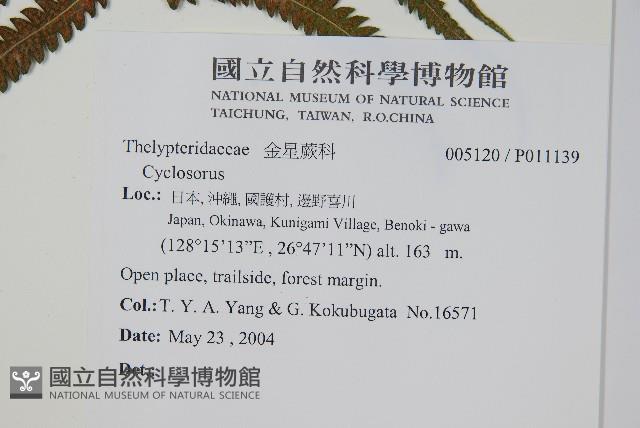 國立自然科學博物館
NATIONAL MUSEUM OF NATURAL SCIENCE
TAICHUNG, TAIWAN, R.O.CHINA
Thelypteridaceae 金星蕨科 005120 / P011139
Cyclosorus
Loc.: 日本, 沖繩, 國護村, 邊野喜川
Japan, Okinawa, Kunigami Village, Benoki - gawa
(128°15'13”E , 26°47'11”N) alt. 163 m.
Open place, trailside, forest margin.
Col.: T. Y. A. Yang & G. Kokubugata No.16571
Date: May 23 , 2004
Det.:
國立自然科學博物館
NATIONAL MUSEUM OF NATURAL SCIENCE